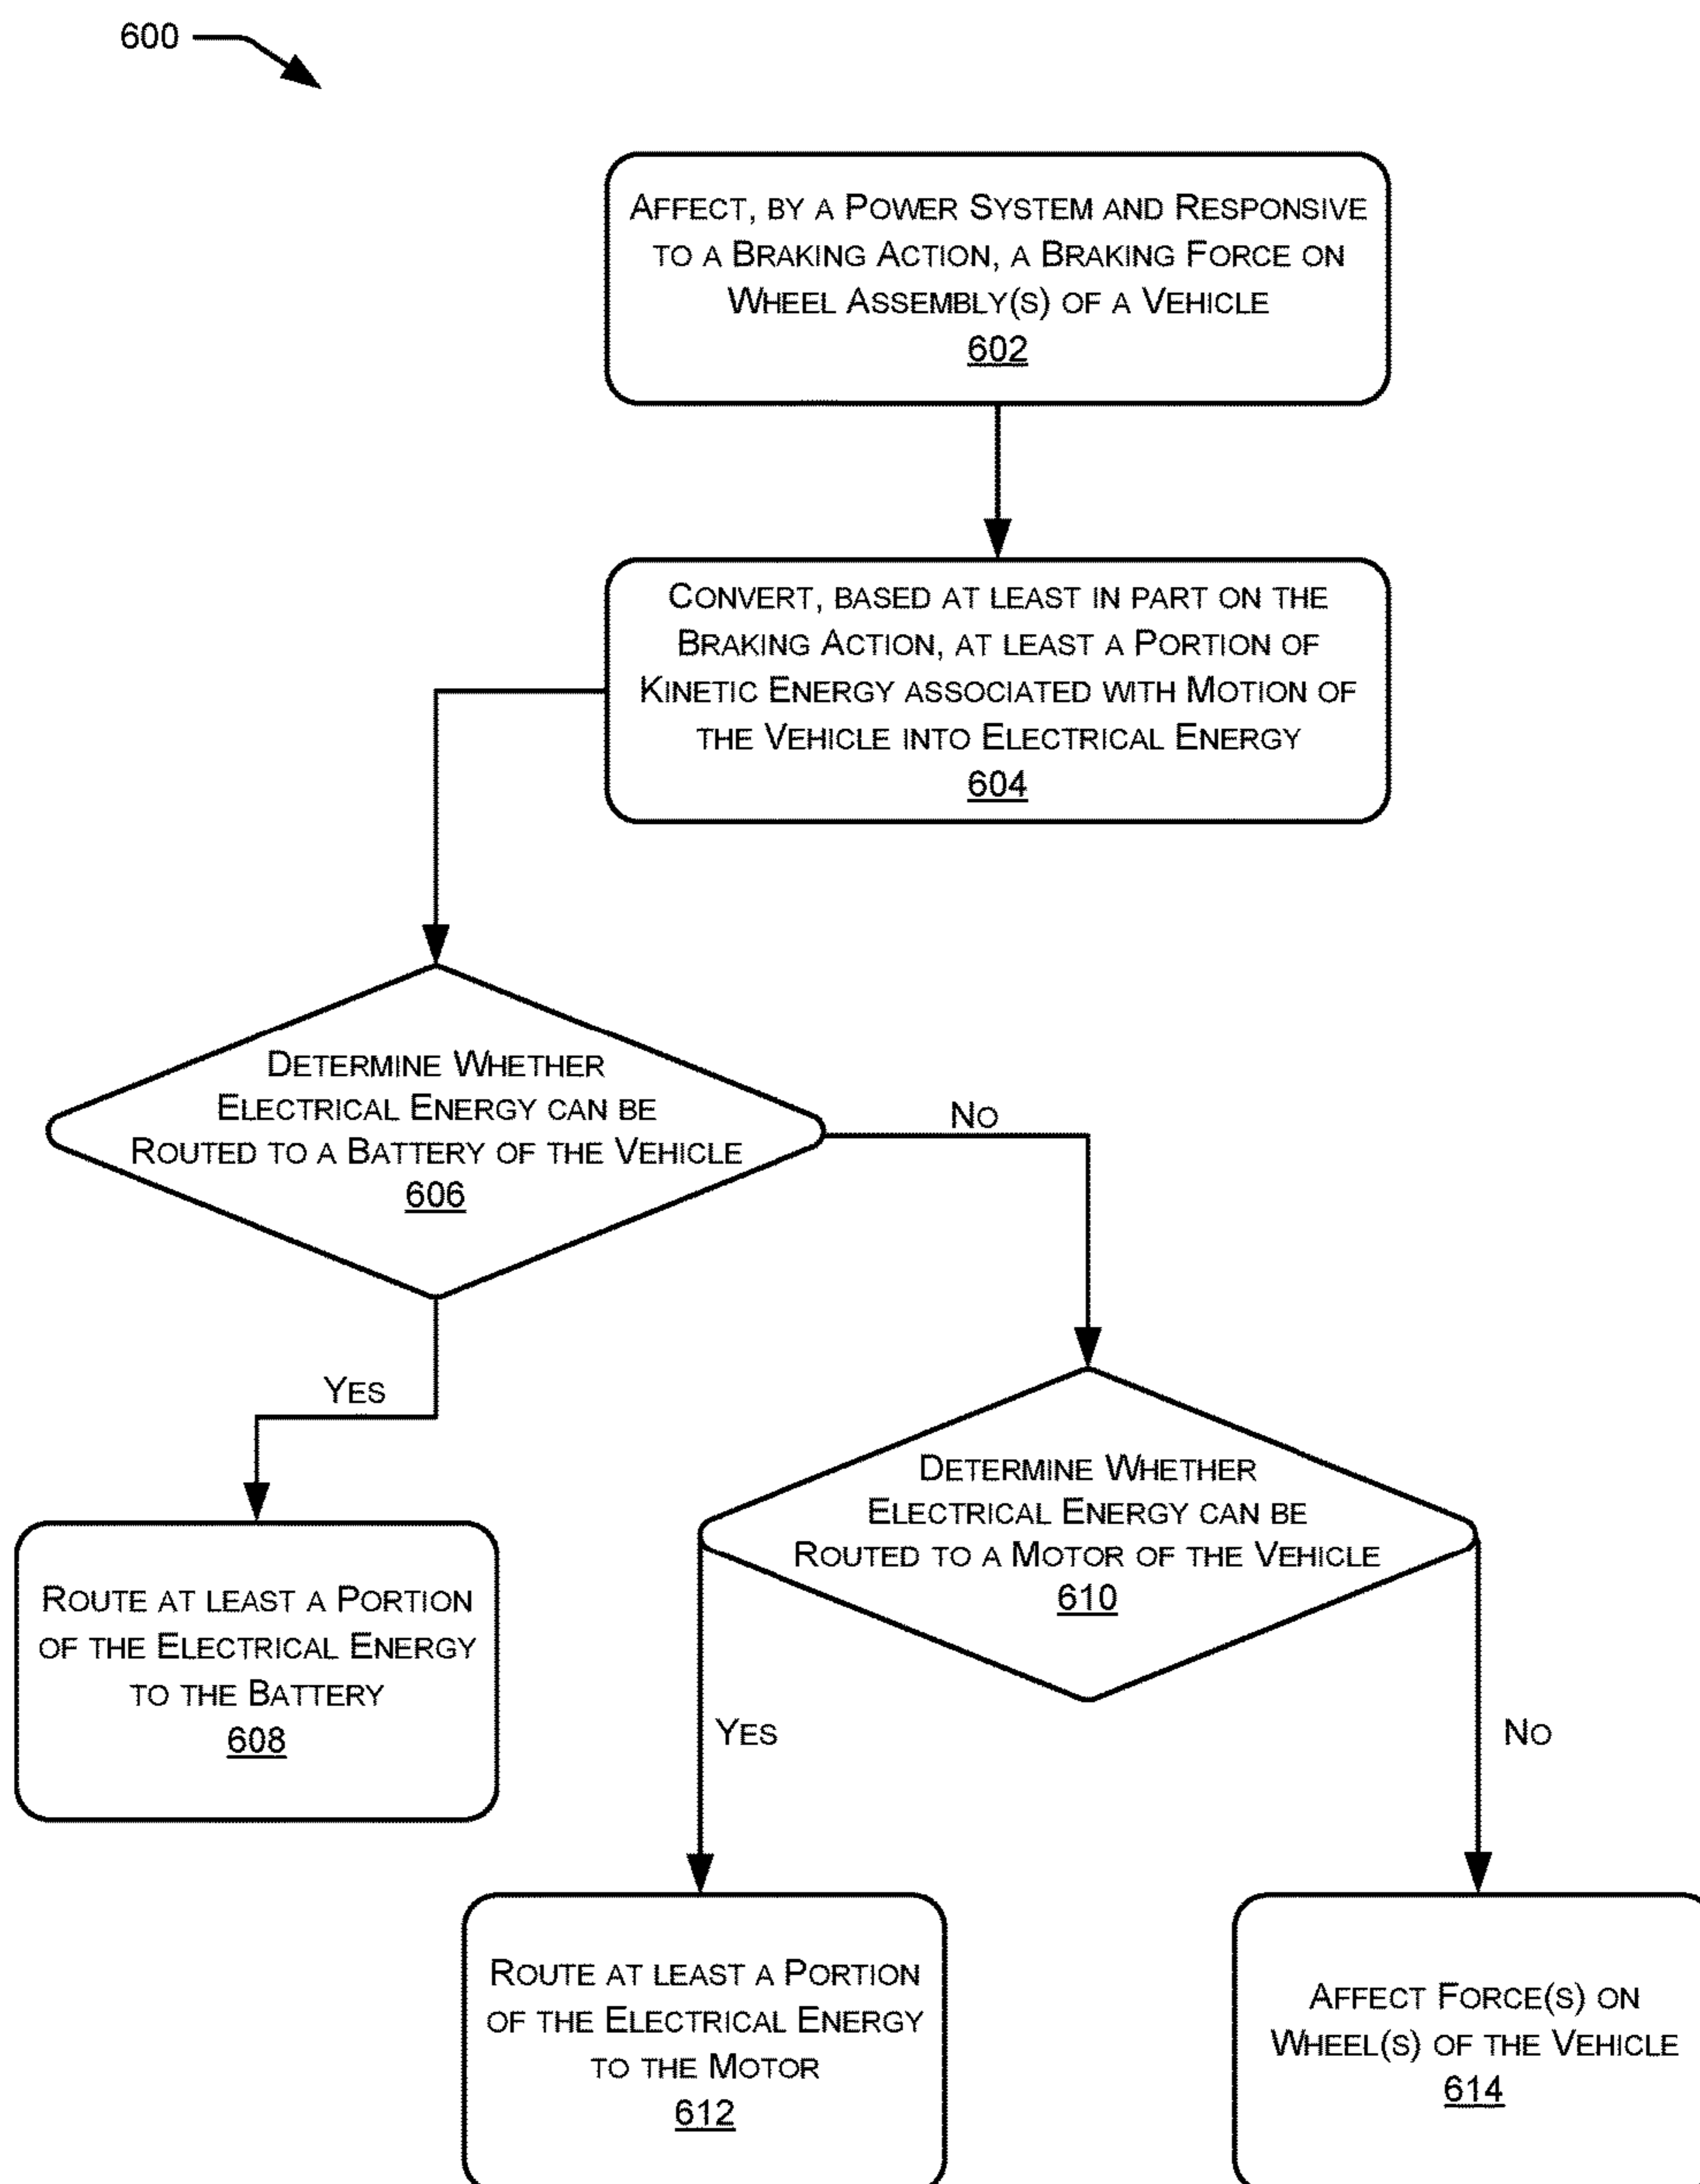 600
AFFECT, BY A POWER SYSTEM AND RESPONSIVE
TO A BRAKING ACTION, A BRAKING FORCE ON
WHEEL ASSEMBLY(S) OF A VEHICLE
602
CONVERT, BASED AT LEAST IN PART ON THE
BRAKING ACTION, AT LEAST A PORTION OF
KINETIC ENERGY ASSOCIATED WITH MOTION OF
THE VEHICLE INTO ELECTRICAL ENERGY
604
DETERMINE WHETHER
ELECTRICAL ENERGY CAN BE
ROUTED TO A BATTERY OF THE VEHICLE
606
NO
YES
DETERMINE WHETHER
ELECTRICAL ENERGY CAN BE
ROUTED TO A MOTOR OF THE VEHICLE
610
ROUTE AT LEAST A PORTION
OF THE ELECTRICAL ENERGY
TO THE BATTERY
608
YES
NO
ROUTE AT LEAST A PORTION
OF THE ELECTRICAL ENERGY
TO THE MOTOR
612
AFFECT FORCE(S) ON
WHEEL(S) OF THE VEHICLE
614